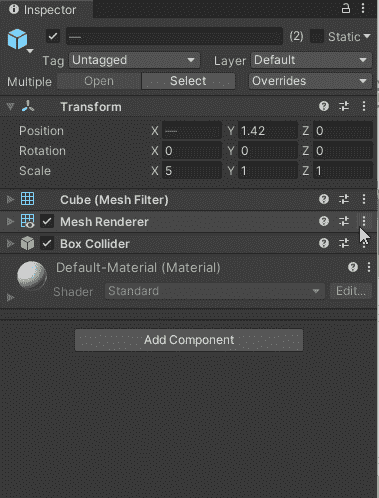 Inspector
— (2) Static
Tag Untagged Layer Default
Multiple Open Select Overrides
Transform
Position X — Y 1.42 Z 0
Rotation X 0 Y 0 Z 0
Scale X 5 Y 1 Z 1
Cube (Mesh Filter)
Mesh Renderer
Box Collider
Default-Material (Material)
Shader Standard Edit...
Add Component